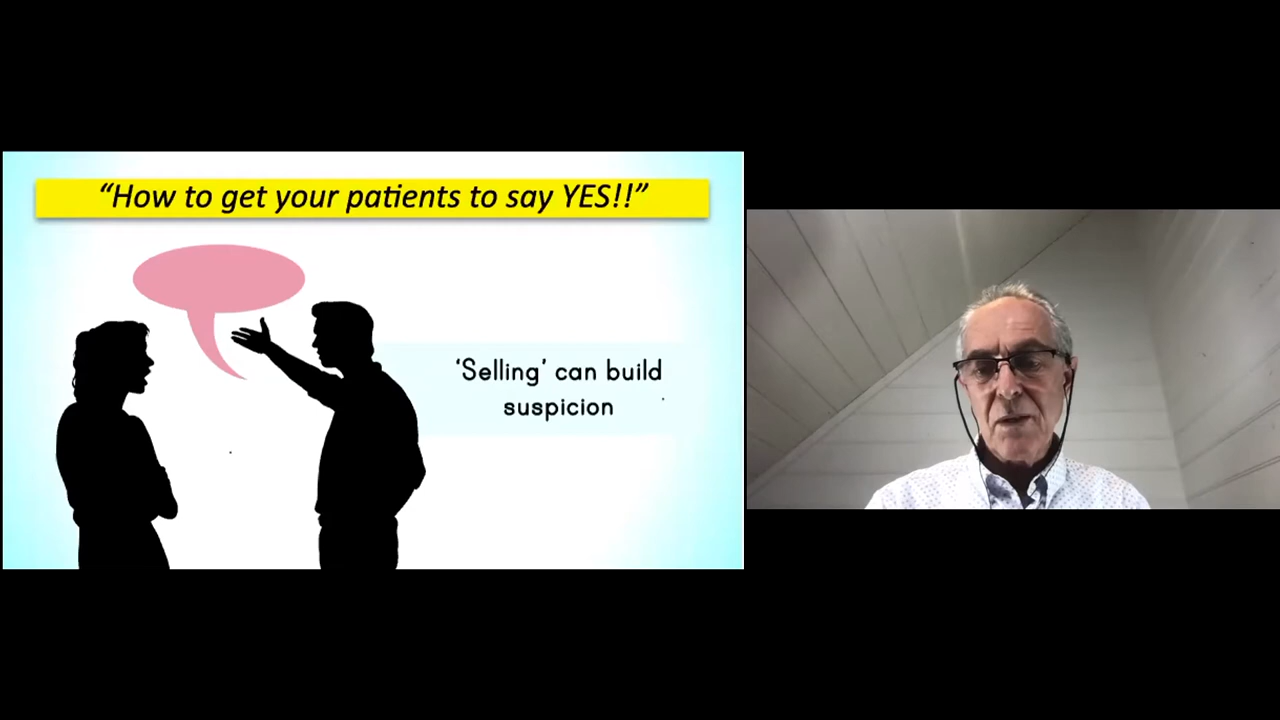 “How to get your patients to say YES!!”
‘Selling’ can build
suspicion